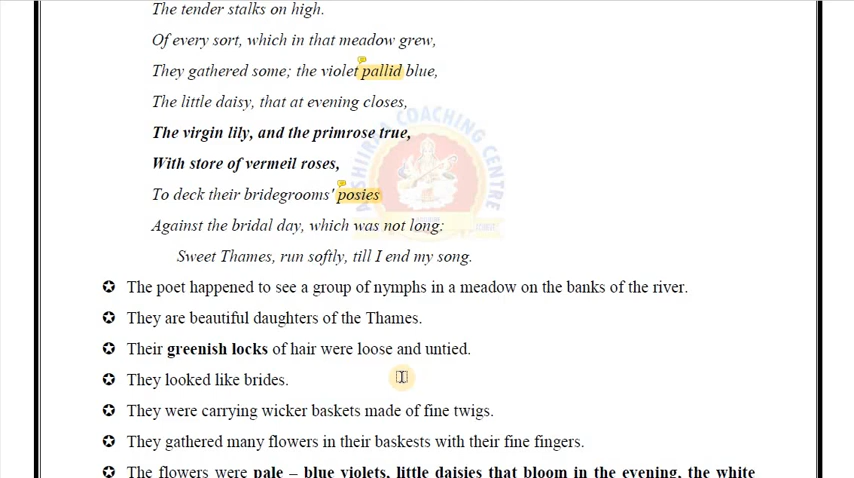 The tender stalks on high.
Of every sort, which in that meadow grew,
They gathered some; the violet pallid blue,
The little daisy, that at evening closes,
The virgin lily, and the primrose true,
With store of vermeil roses,
To deck their bridegrooms' posies
Against the bridal day, which was not long:
Sweet Thames, run softly, till I end my song.
✪ The poet happened to see a group of nymphs in a meadow on the banks of the river.
✪ They are beautiful daughters of the Thames.
✪ Their greenish locks of hair were loose and untied.
✪ They looked like brides.
✪ They were carrying wicker baskets made of fine twigs.
✪ They gathered many flowers in their baskests with their fine fingers.
✪ The flowers were pale – blue violets, little daisies that bloom in the evening, the white
COACHING CENTRE